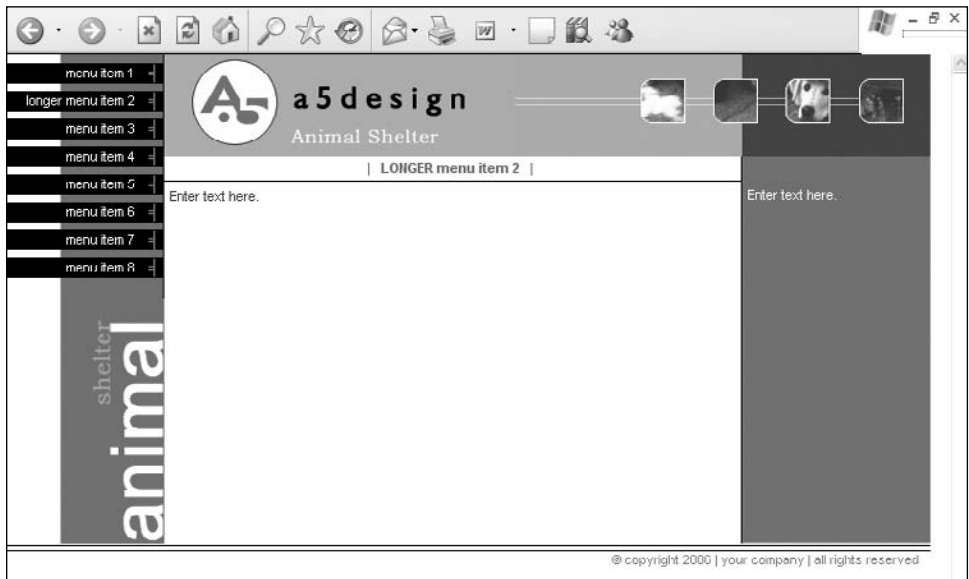 menu item 1
longer menu item 2
menu item 3
menu item 4
menu item 5
menu item 6
menu item 7
menu item 8
A5
a5design
Animal Shelter
| LONGER menu item 2 |
Enter text here.
Enter text here.
shelter
animal
© copyright 2006 | your company | all rights reserved